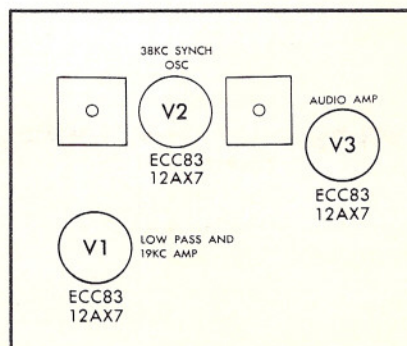 38KC SYNCH
OSC
V2
ECC83
12AX7
AUDIO AMP
V3
ECC83
12AX7
V1
LOW PASS AND
19KC AMP
ECC83
12AX7